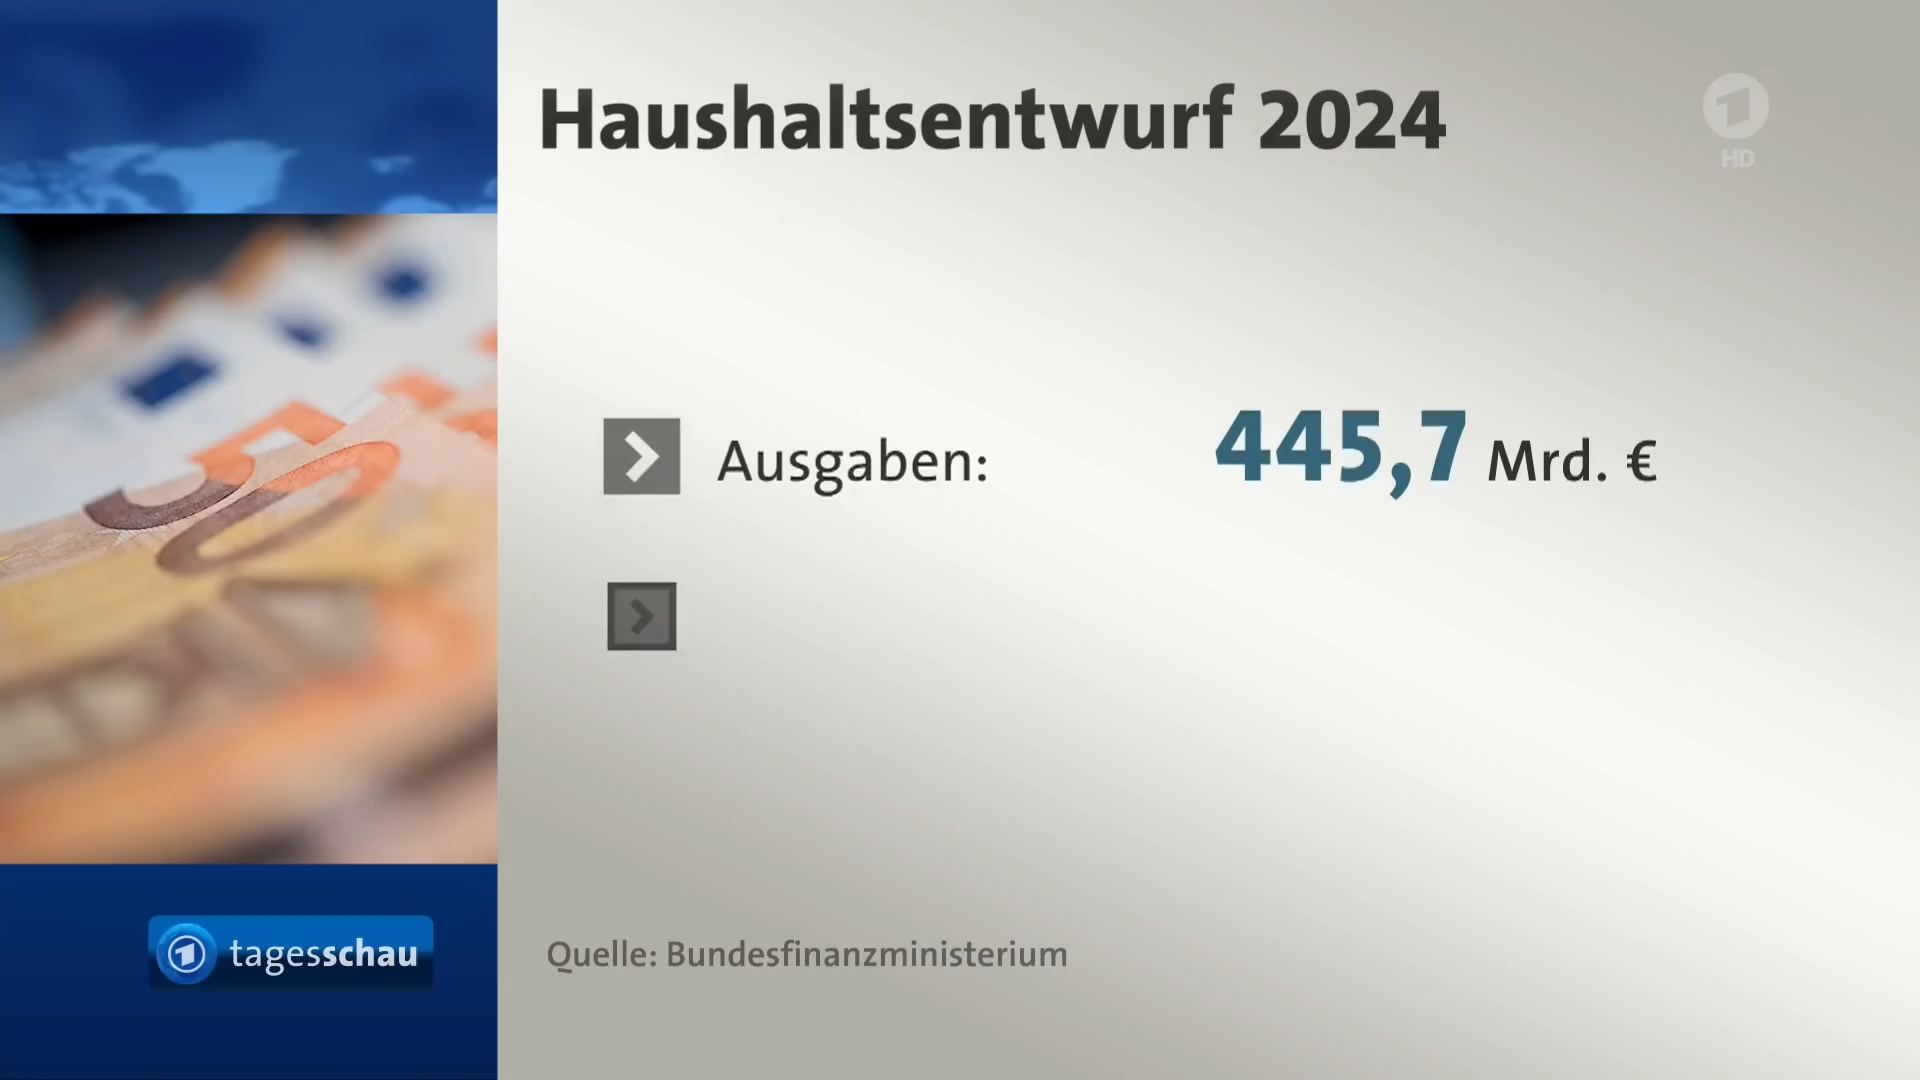 Haushaltsentwurf 2024
HD
Ausgaben: 445,7 Mrd. €
tagesschau
Quelle: Bundesfinanzministerium